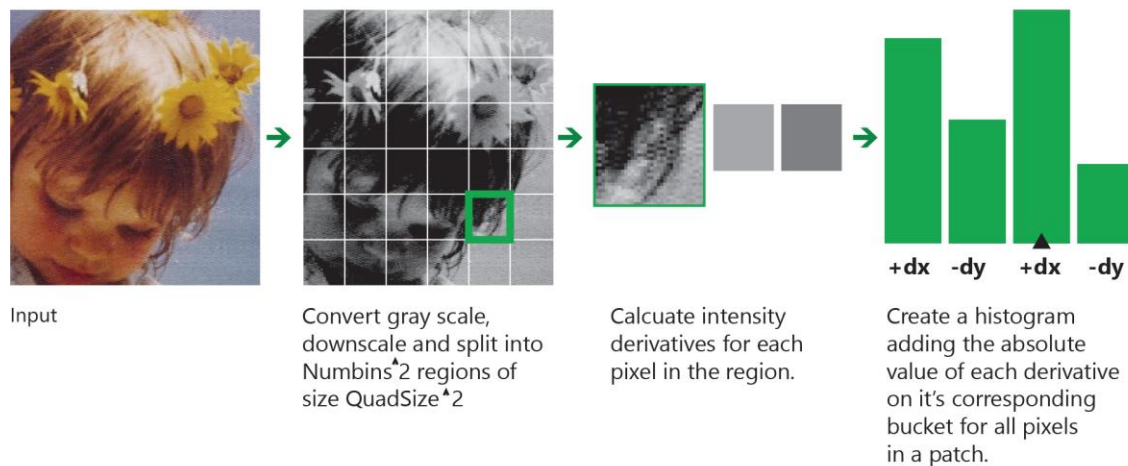 +dx -dy +dx -dy
Input
Convert gray scale,
downscale and split into
Numbins▲2 regions of
size QuadSize▲2
Calcuate intensity
derivatives for each
pixel in the region.
Create a histogram
adding the absolute
value of each derivative
on it's corresponding
bucket for all pixels
in a patch.